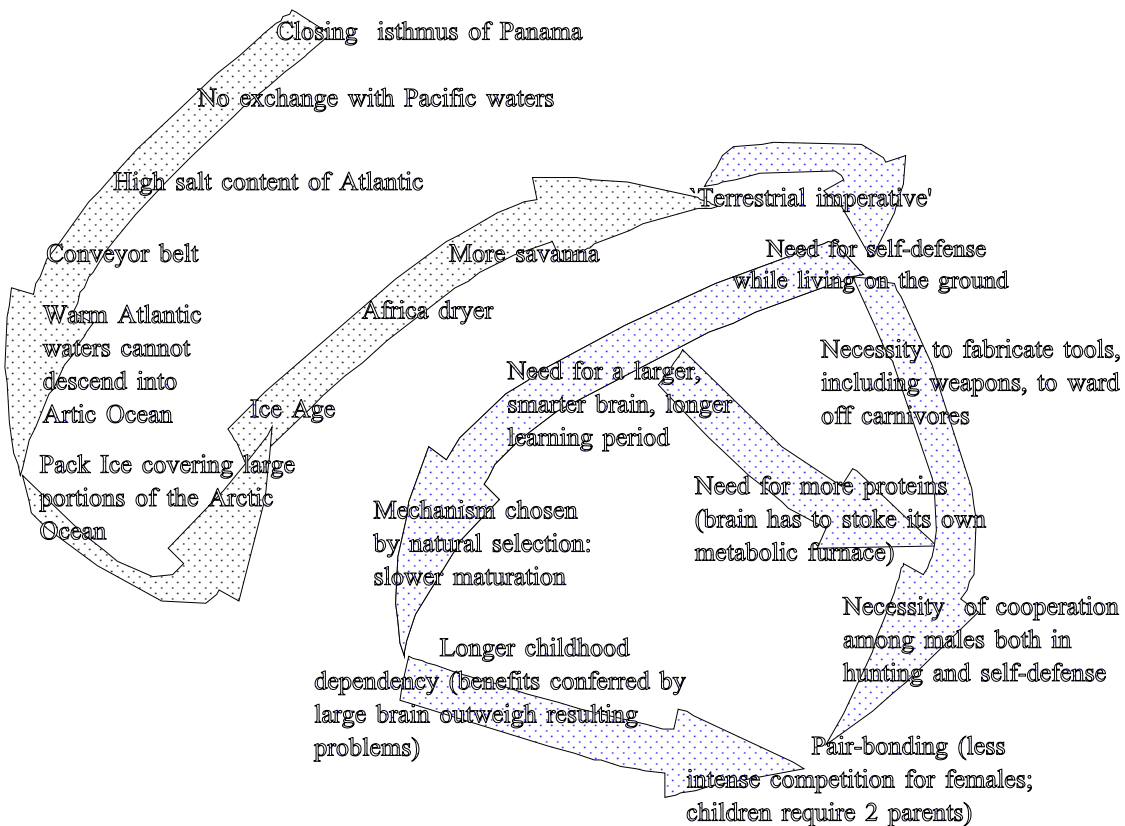 Closing isthmus of Panama
No exchange with Pacific waters
High salt content of Atlantic
Conveyor belt
Warm Atlantic
waters cannot
descend into
Artic Ocean
Pack Ice covering large
portions of the Arctic
Ocean
Ice Age
Africa dryer
More savanna
`Terrestrial imperative'
Need for self-defense
while living on the ground
Necessity to fabricate tools,
including weapons, to ward
off carnivores
Need for a larger,
smarter brain, longer
learning period
Need for more proteins
(brain has to stoke its own
metabolic furnace)
Mechanism chosen
by natural selection:
slower maturation
Necessity of cooperation
among males both in
hunting and self-defense
Longer childhood
dependency (benefits conferred by
large brain outweigh resulting
problems)
Pair-bonding (less
intense competition for females;
children require 2 parents)